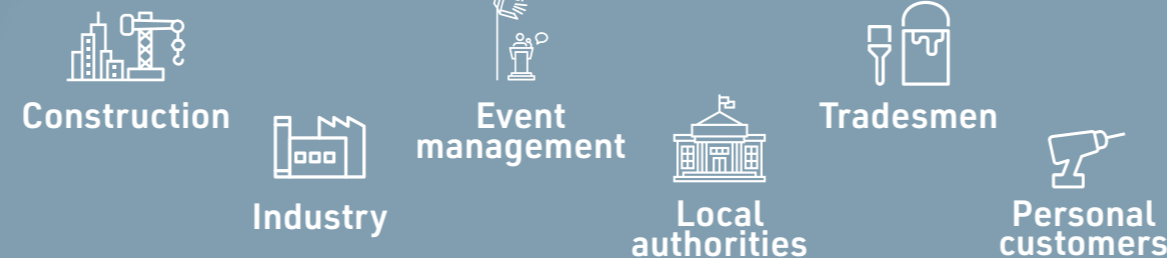 Construction
Industry
Event
management
Local
authorities
Tradesmen
Personal
customers